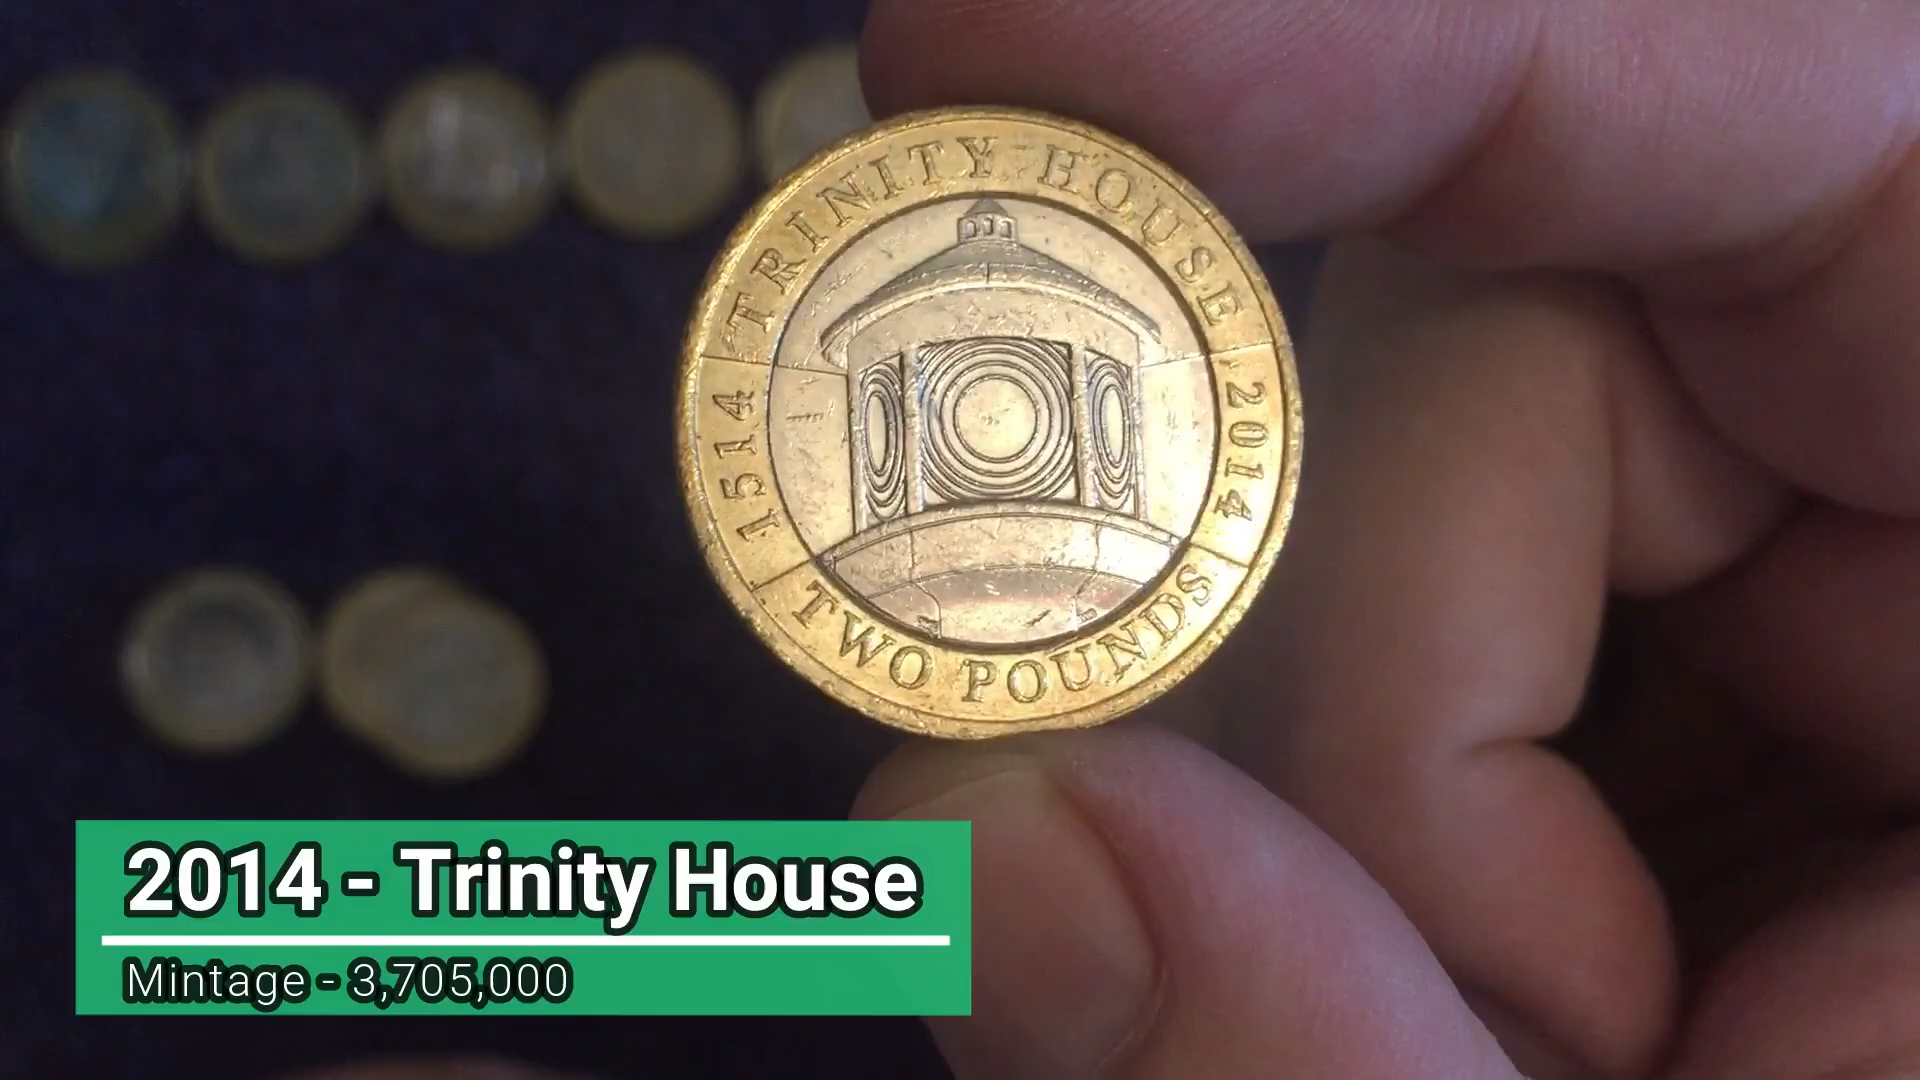 TRINITY HOUSE
1514
2014
TWO POUNDS
2014 - Trinity House
Mintage - 3,705,000